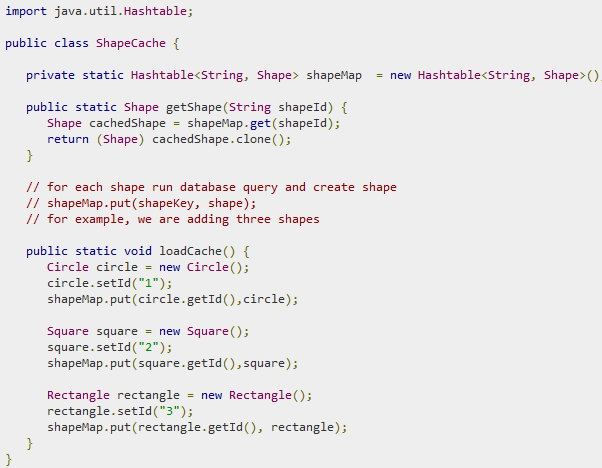 import java.util.Hashtable;
public class ShapeCache {
private static Hashtable<String, Shape> shapeMap  = new Hashtable<String, Shape>()
public static Shape getShape(String shapeId) {
Shape cachedShape = shapeMap.get(shapeId);
return (Shape) cachedShape.clone();
}
// for each shape run database query and create shape
// shapeMap.put(shapeKey, shape);
// for example, we are adding three shapes
public static void loadCache() {
Circle circle = new Circle();
circle.setId("1");
shapeMap.put(circle.getId(),circle);
Square square = new Square();
square.setId("2");
shapeMap.put(square.getId(),square);
Rectangle rectangle = new Rectangle();
rectangle.setId("3");
shapeMap.put(rectangle.getId(), rectangle);
}
}